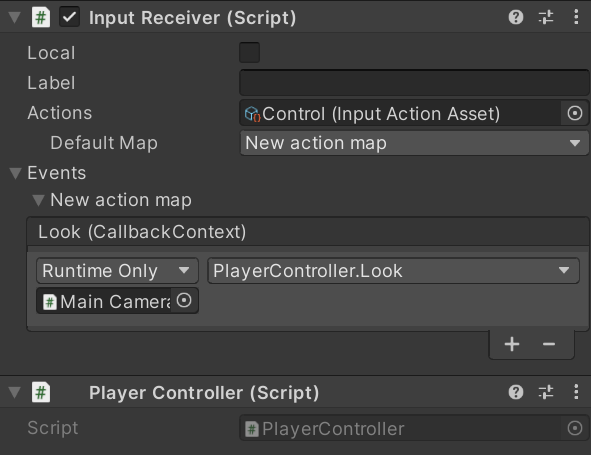 Input Receiver (Script)
Local
Label
Actions Control (Input Action Asset)
Default Map New action map
Events
New action map
Look (CallbackContext)
Runtime Only PlayerController.Look
Main Camera
Player Controller (Script)
Script PlayerController